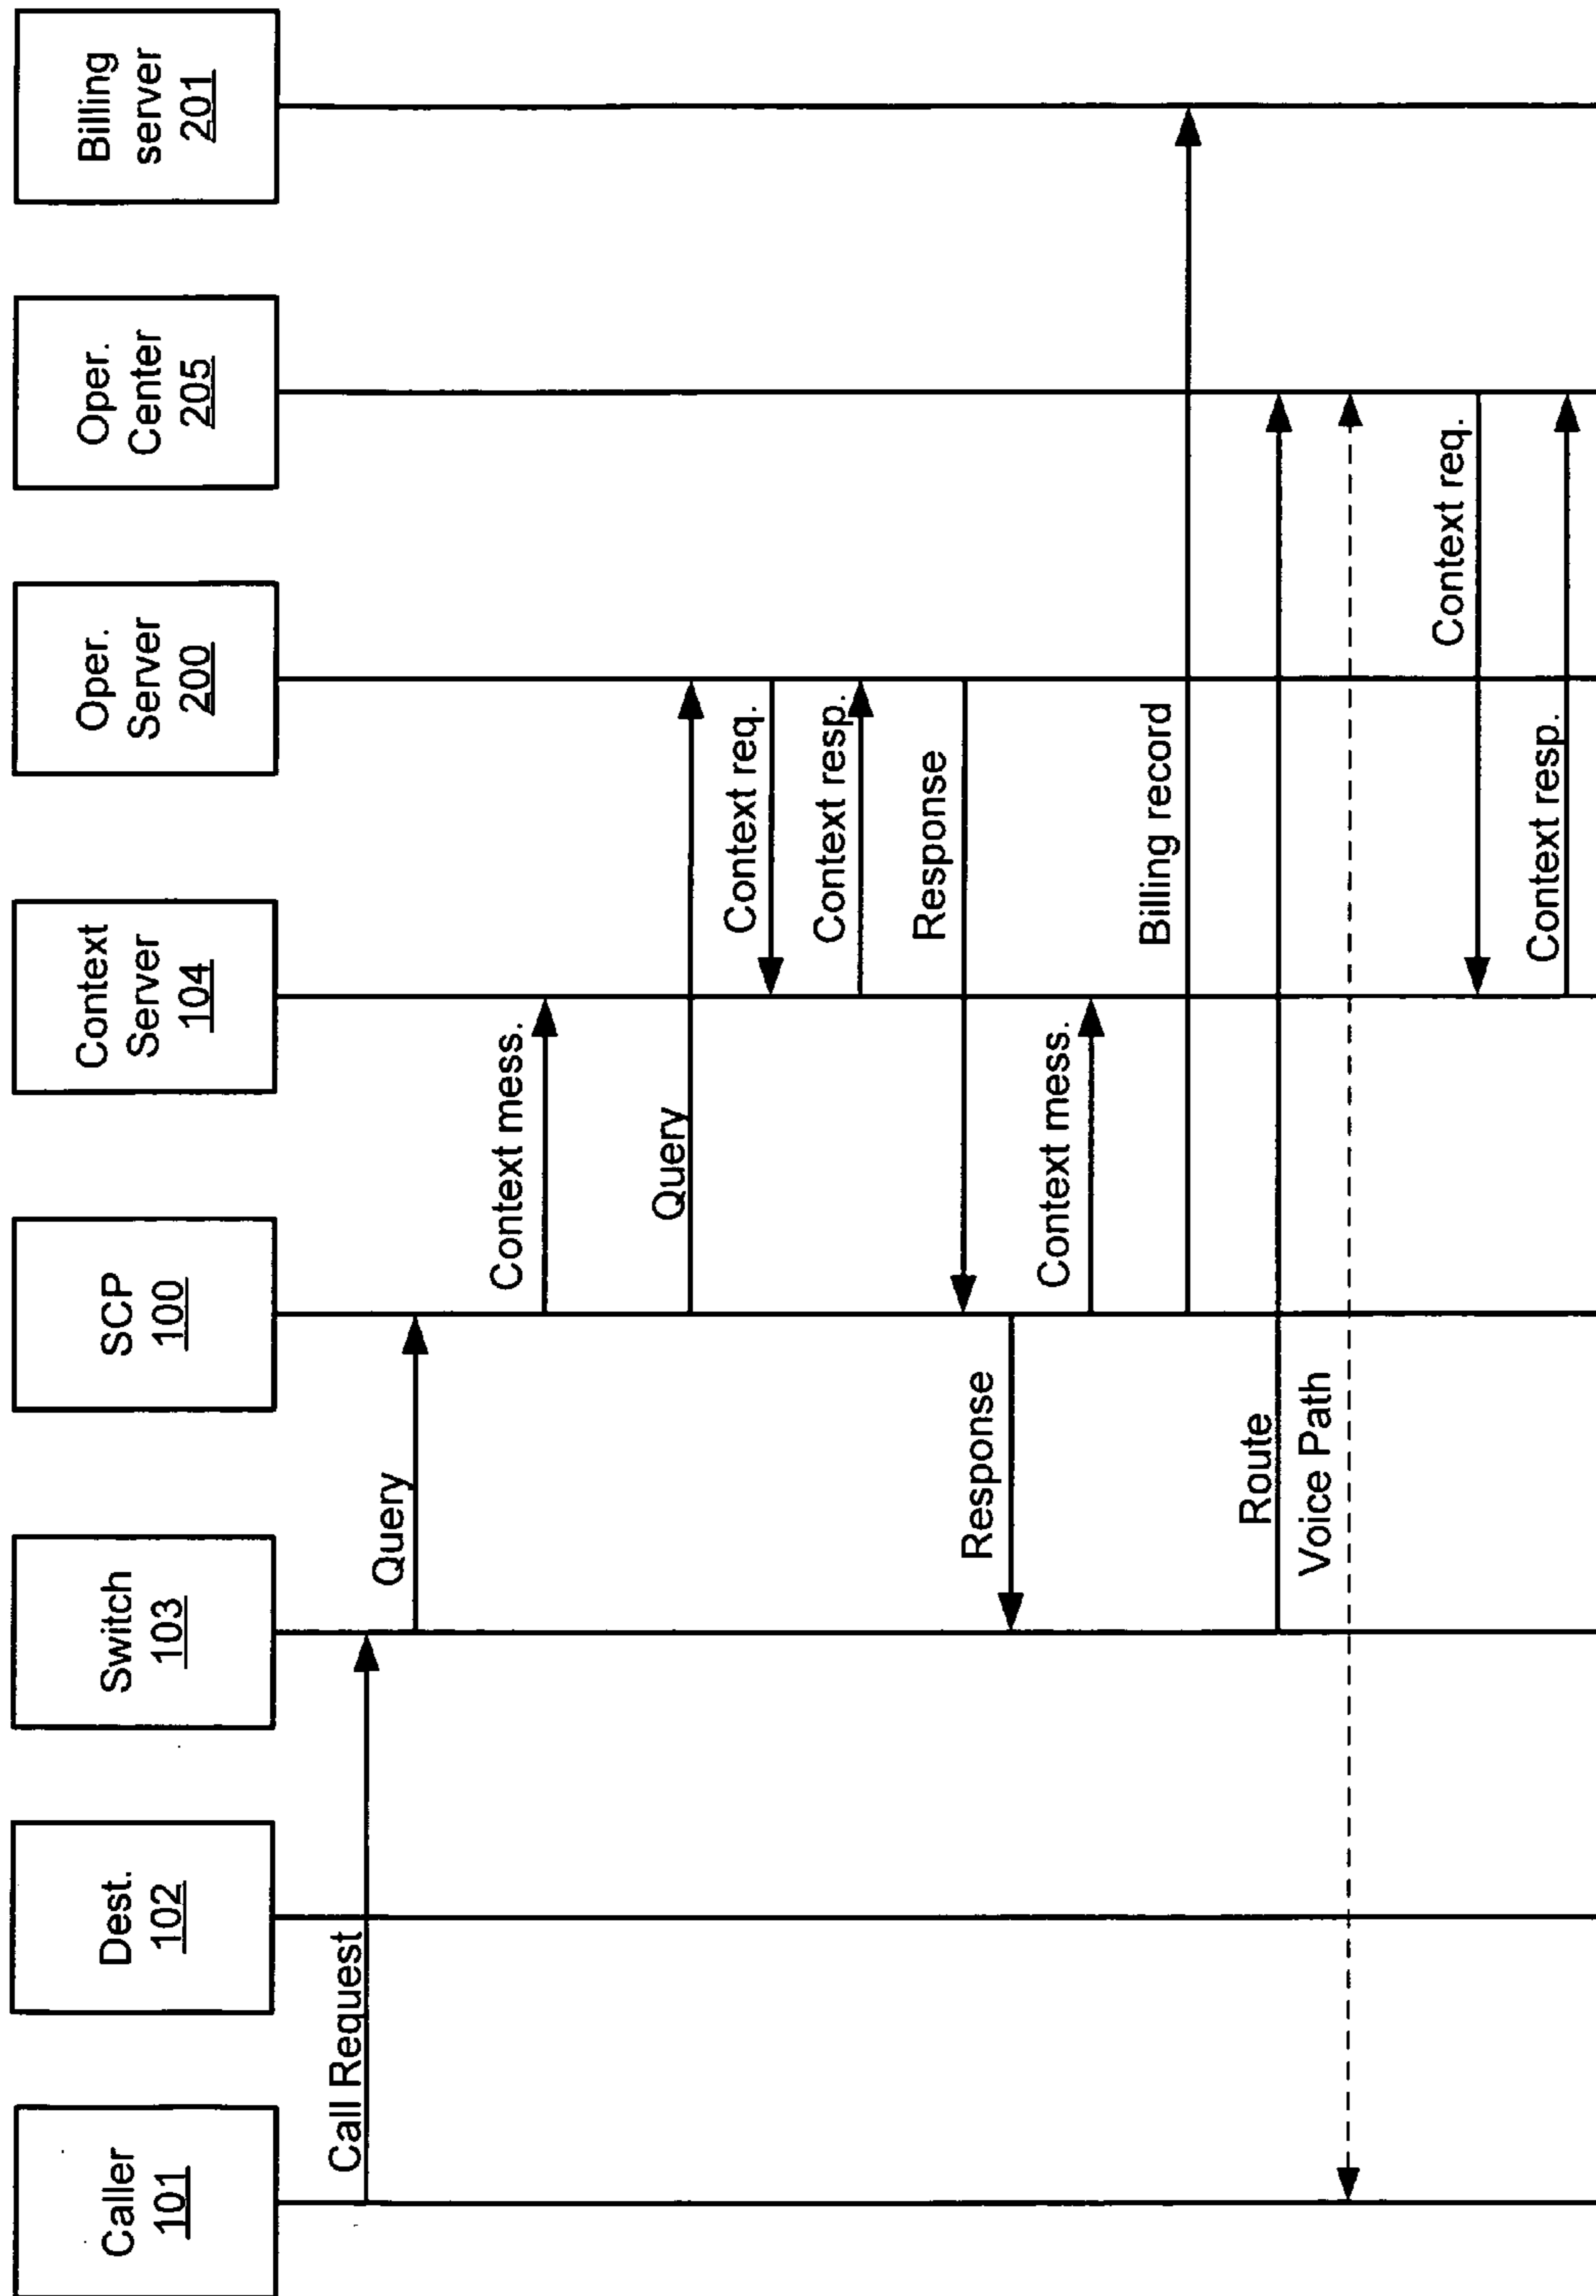 Caller
101
Dest.
102
Switch
103
SCP
100
Context
Server
104
Oper.
Server
200
Oper.
Center
205
Billing
server
201
Call Request
Query
Context mess.
Query
Context req.
Context resp.
Response
Response
Context mess.
Billing record
Route
Voice Path
Context req.
Context resp.